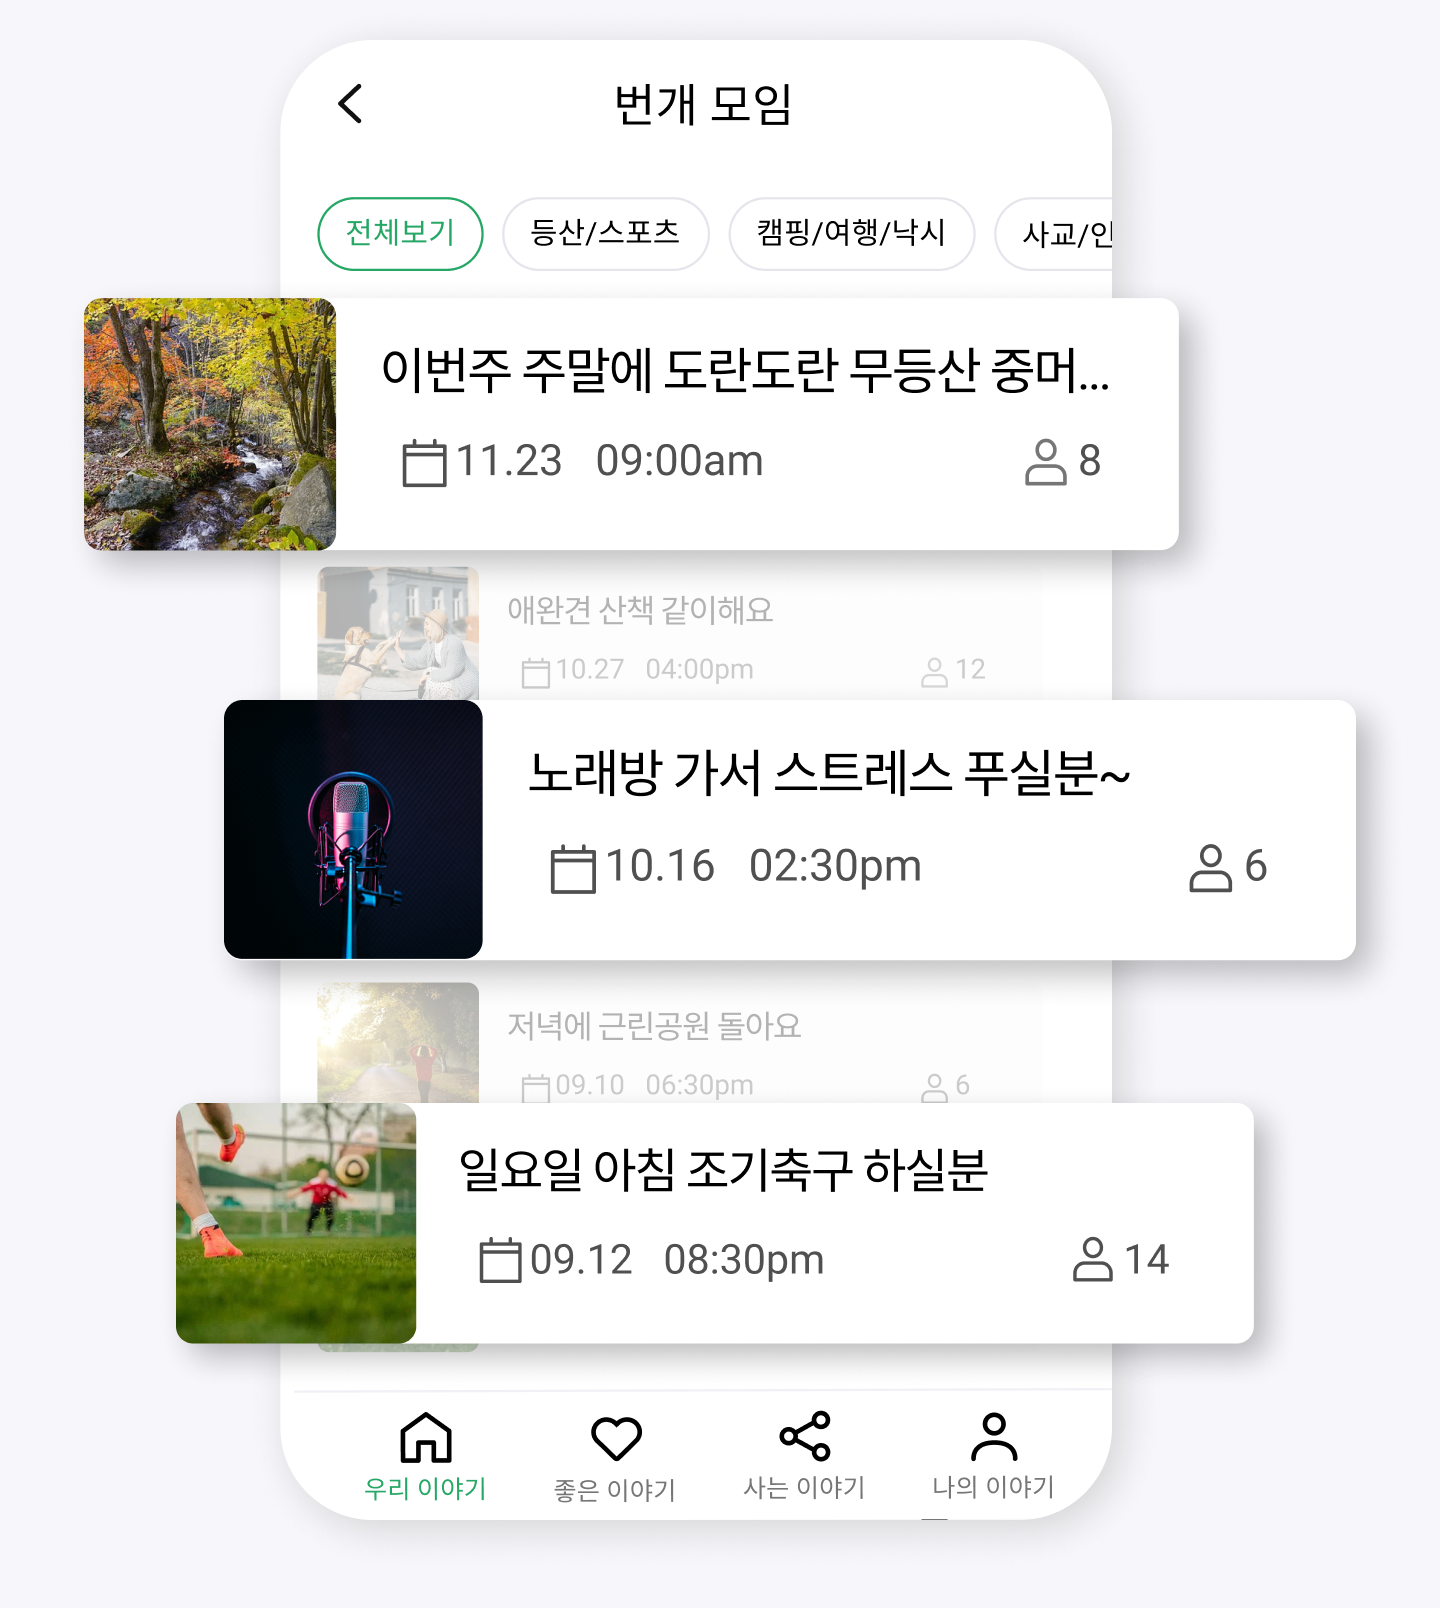 번개 모임
전체보기 등산/스포츠 캠핑/여행/낚시 사교/인
이번주 주말에 도란도란 무등산 중머...
11.23 09:00am 8
애완견 산책 같이해요
10.27 04:00pm 12
노래방 가서 스트레스 푸실분~
10.16 02:30pm 6
저녁에 근린공원 돌아요
09.10 06:30pm 6
일요일 아침 조기축구 하실분
09.12 08:30pm 14
우리 이야기 좋은 이야기 사는 이야기 나의 이야기